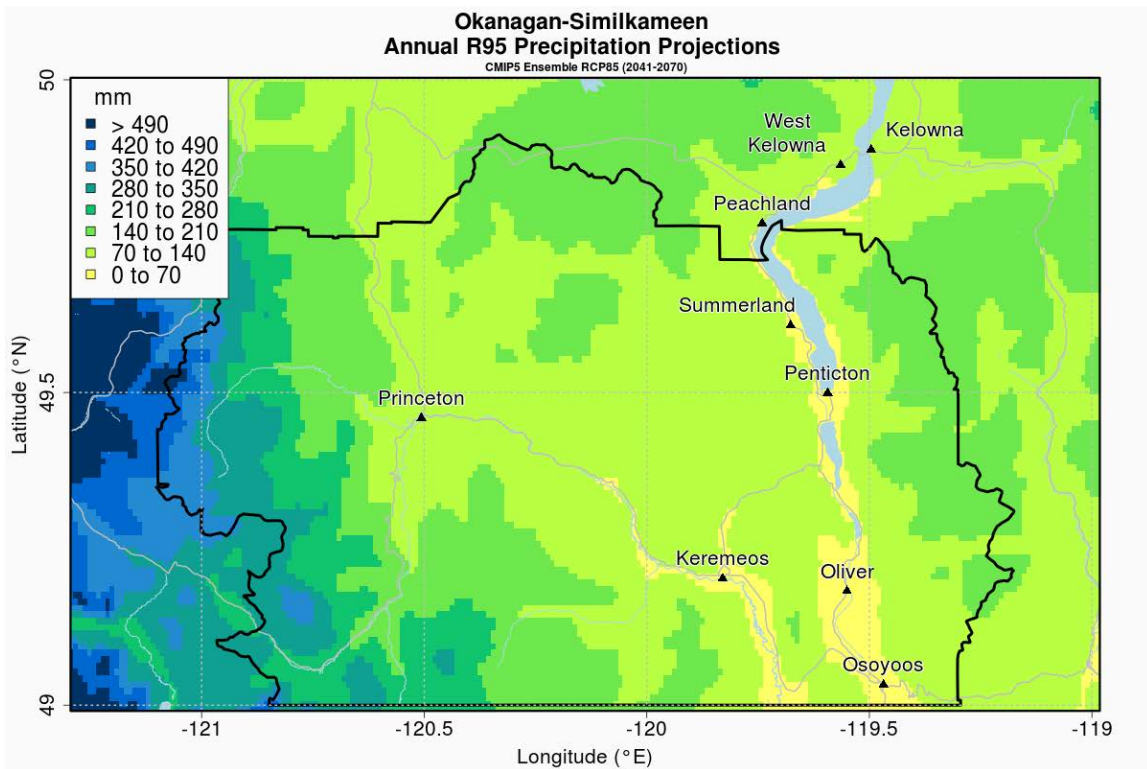 Okanagan-Similkameen
Annual R95 Precipitation Projections
CMIP5 Ensemble RCP85 (2041-2070)
mm
> 490
420 to 490
350 to 420
280 to 350
210 to 280
140 to 210
70 to 140
0 to 70
West
Kelowna
Kelowna
Peachland
Summerland
Penticton
Princeton
Keremeos
Oliver
Osoyoos
50
49.5
49
Latitude (°N)
-121
-120.5
-120
-119.5
-119
Longitude (°E)